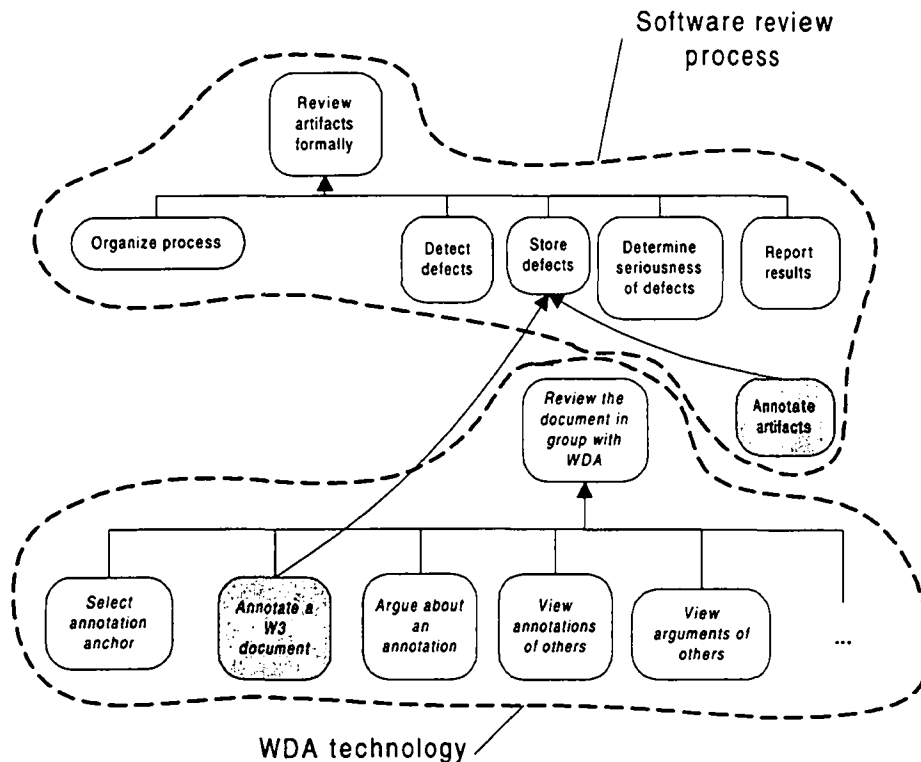 Software review
process
Review
artifacts
formally
Organize process
Detect
defects
Store
defects
Determine
seriousness
of defects
Report
results
Annotate
artifacts
Review the
document in
group with
WDA
Select
annotation
anchor
Annotate a
W3
document
Argue about
an
annotation
View
annotations
of others
View
arguments of
others
...
WDA technology